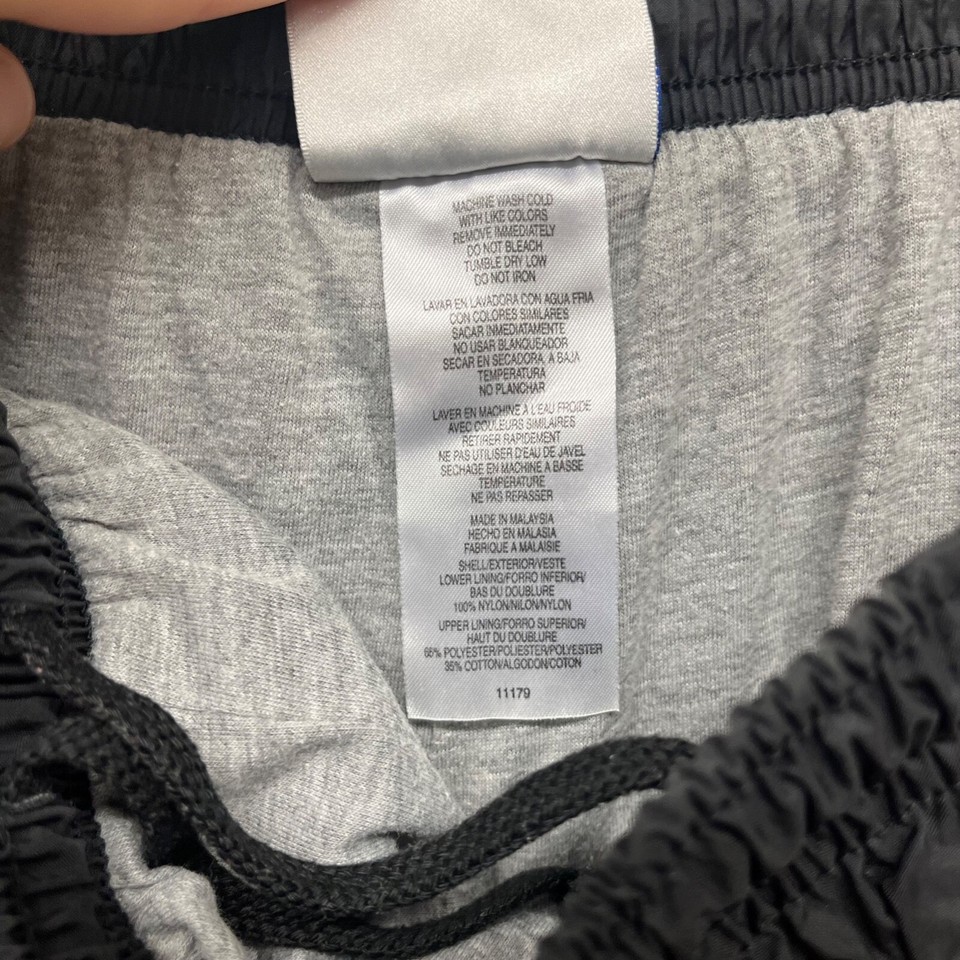 MACHINE WASH COLD
WITH LIKE COLORS
REMOVE IMMEDIATELY
DO NOT BLEACH
TUMBLE DRY LOW
DO NOT IRON
LAVAR EN LAVADORA CON AGUA FRIA
CON COLORES SIMILARES
SACAR INMEDIATAMENTE
NO USAR BLANQUEADOR
SECAR EN SECADORA, A BAJA
TEMPERATURA
NO PLANCHAR
LAVER EN MACHINE À L'EAU FROIDE
AVEC COULEURS SIMILAIRES
RETIRER RAPIDEMENT
NE PAS UTILISER D'EAU DE JAVEL
SECHAGE EN MACHINE A BASSE
TEMPÉRATURE
NE PAS REPASSER
MADE IN MALAYSIA
HECHO EN MALASIA
FABRIQUE A MALAISIE
SHELL/EXTERIOR/VESTE
LOWER LINING/FORRO INFERIOR/
BAS DU DOUBLURE
100% NYLON/NILON/NYLON
UPPER LINING/FORRO SUPERIOR/
HAUT DU DOUBLURE
POLYESTER/POLIESTER/POLYESTER
35% COTTON/ALGODON/COTON
11179